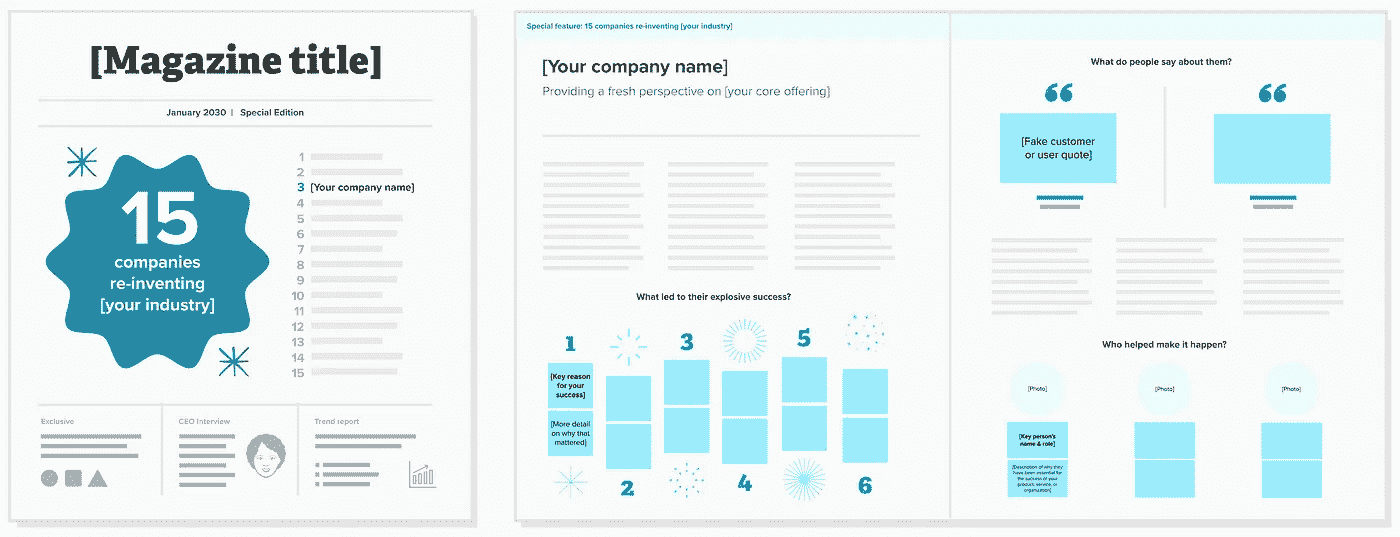 [Magazine title]
January 2030 | Special Edition
15
companies
re-inventing
[your industry]
1
2
3 [Your company name]
4
5
6
7
8
9
10
11
12
13
14
15
Exclusive
CEO Interview
Trend report
Special feature: 15 companies re-inventing [your industry]
[Your company name]
Providing a fresh perspective on [your core offering]
What led to their explosive success?
1
[Key reason
for your
success]
[More detail
on why that
mattered]
2
3
4
5
6
What do people say about them?
[Fake customer
or user quote]
Who helped make it happen?
[Photo]
[Photo]
[Photo]
[Key person's
name & role]
[Description of why they
have been essential for
the success of your
product, service, or
organization]